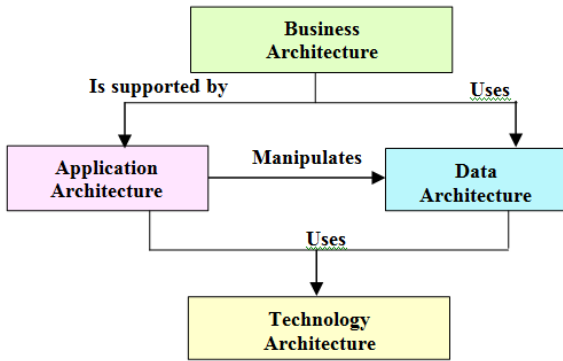 Business
Architecture
Is supported by
Uses
Application
Architecture
Manipulates
Data
Architecture
Uses
Technology
Architecture